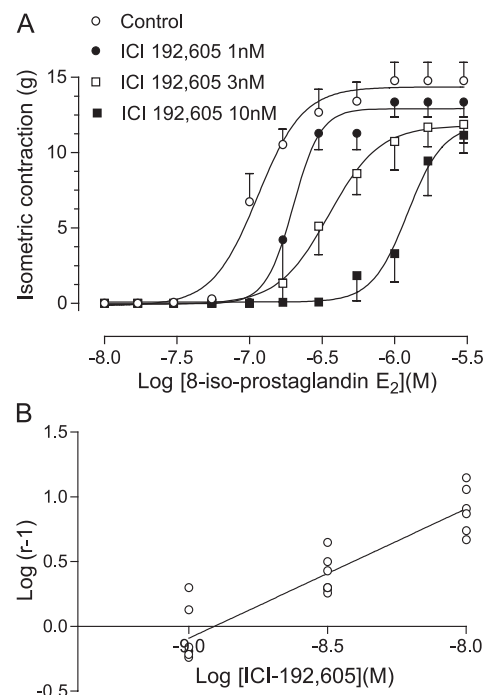 A
Control
ICI 192,605 1nM
ICI 192,605 3nM
ICI 192,605 10nM
Isometric contraction (g)
15
10
5
0
-8.0 -7.5 -7.0 -6.5 -6.0 -5.5
Log [8-iso-prostaglandin E2](M)
B
Log (r-1)
1.5
1.0
0.5
0.0
-0.5
-9.0 -8.5 -8.0
Log [ICI-192,605](M)